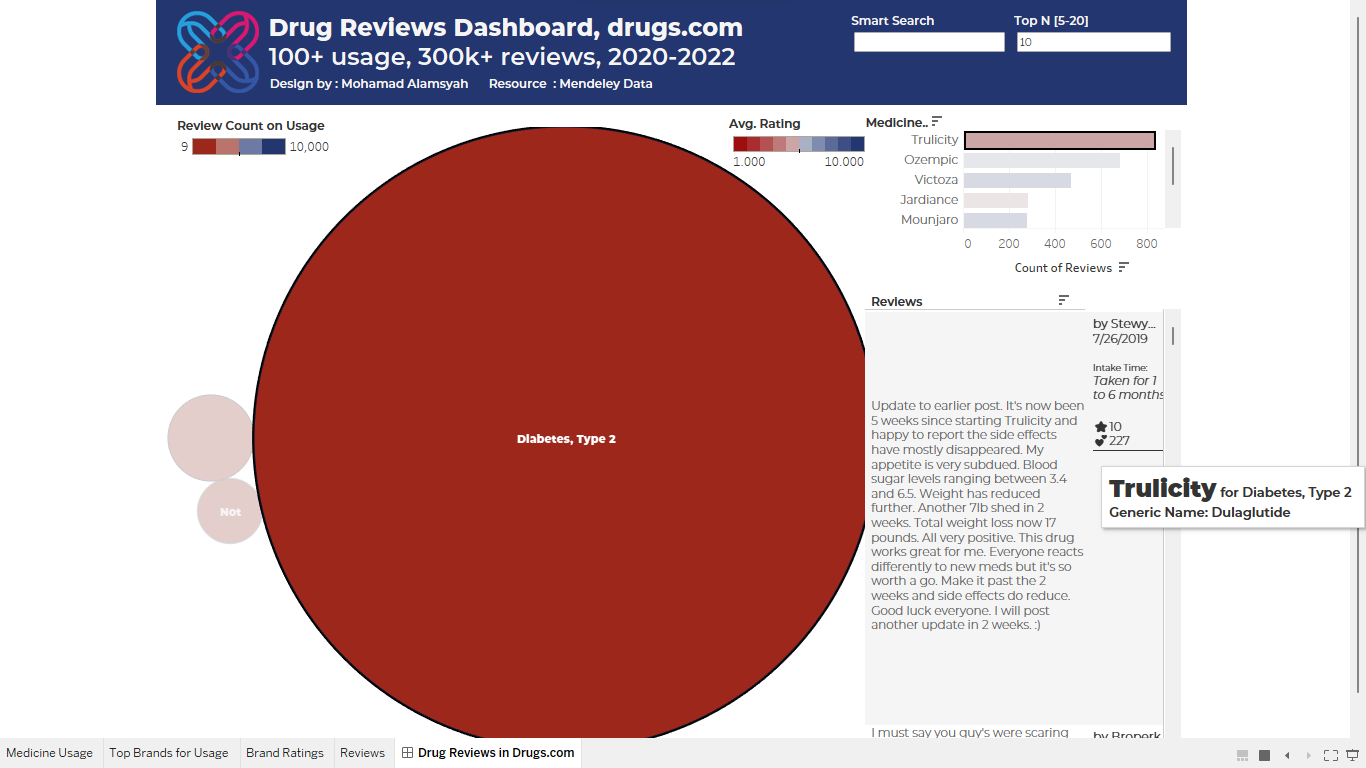 Drug Reviews Dashboard, drugs.com
100+ usage, 300k+ reviews, 2020-2022
Design by : Mohamad Alamsyah Resource : Mendeley Data
Smart Search
Top N [5-20]
10
Review Count on Usage
9 10,000
Avg. Rating
1.000 10.000
Diabetes, Type 2
Not
Medicine..
Trulicity
Ozempic
Victoza
Jardiance
Mounjaro
0 200 400 600 800
Count of Reviews
Reviews
Update to earlier post. It's now been
5 weeks since starting Trulicity and
happy to report the side effects
have mostly disappeared. My
appetite is very subdued. Blood
sugar levels ranging between 3.4
and 6.5. Weight has reduced
further. Another 7lb shed in 2
weeks. Total weight loss now 17
pounds. All very positive. This drug
works great for me. Everyone reacts
differently to new meds but it's so
worth a go. Make it past the 2
weeks and side effects do reduce.
Good luck everyone. I will post
another update in 2 weeks. :)
by Stewy...
7/26/2019
Intake Time:
Taken for 1
to 6 months
10
227
Trulicity for Diabetes, Type 2
Generic Name: Dulaglutide
I must say you guy's were scaring
by Broperk
Medicine Usage
Top Brands for Usage
Brand Ratings
Reviews
Drug Reviews in Drugs.com